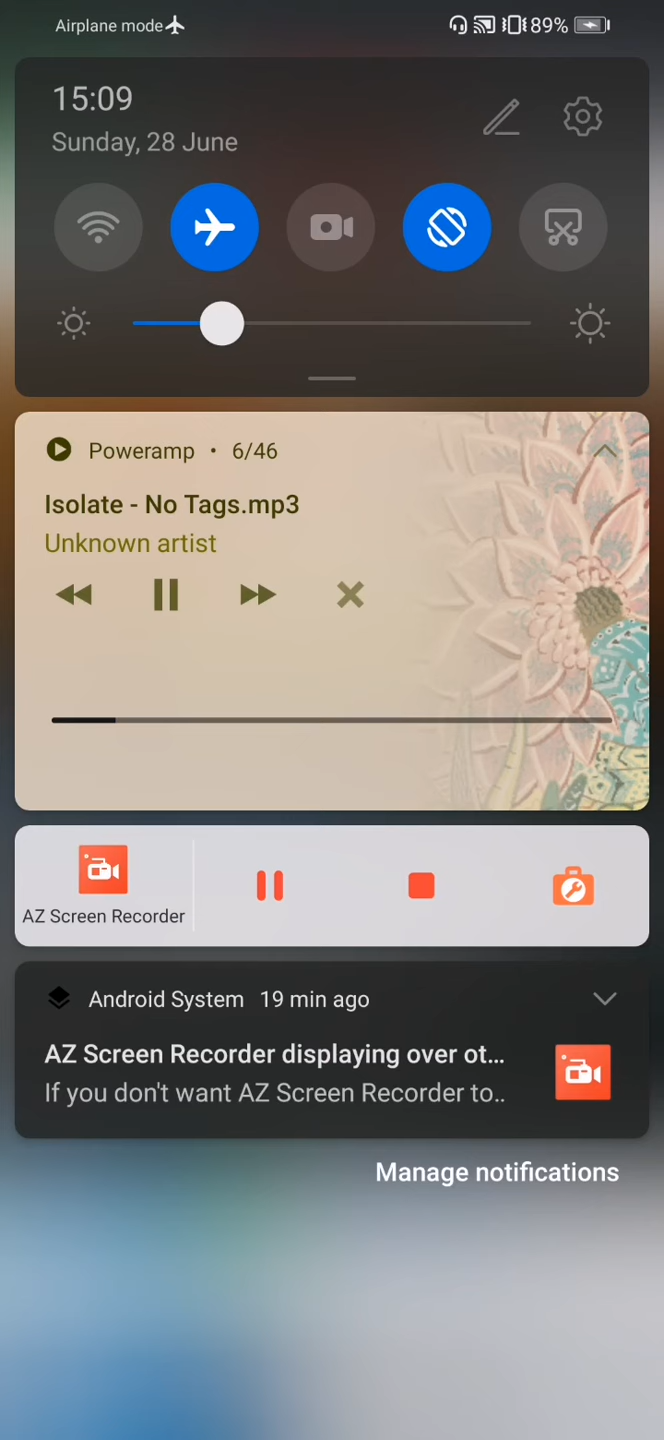 Airplane mode
89%
15:09
Sunday, 28 June
Poweramp • 6/46
Isolate - No Tags.mp3
Unknown artist
AZ Screen Recorder
Android System 19 min ago
AZ Screen Recorder displaying over ot...
If you don't want AZ Screen Recorder to..
Manage notifications